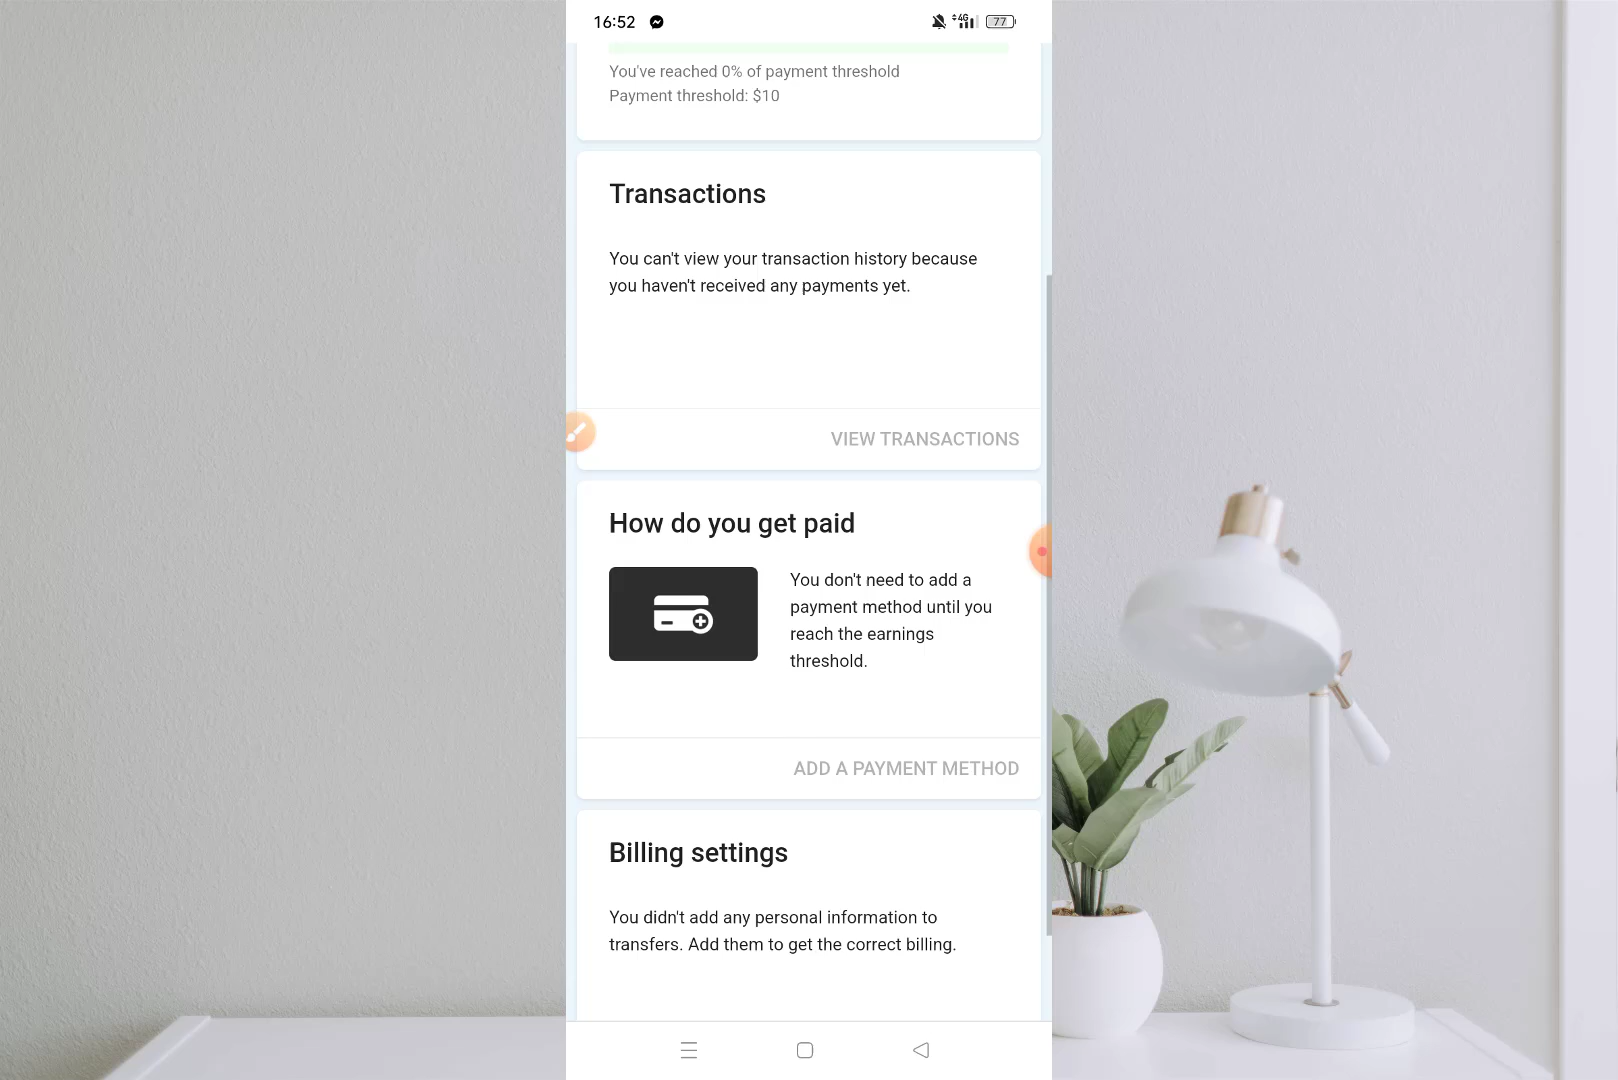 16:52
4G
77
You've reached 0% of payment threshold
Payment threshold: $10
Transactions
You can't view your transaction history because
you haven't received any payments yet.
VIEW TRANSACTIONS
How do you get paid
You don't need to add a
payment method until you
reach the earnings
threshold.
ADD A PAYMENT METHOD
Billing settings
You didn't add any personal information to
transfers. Add them to get the correct billing.